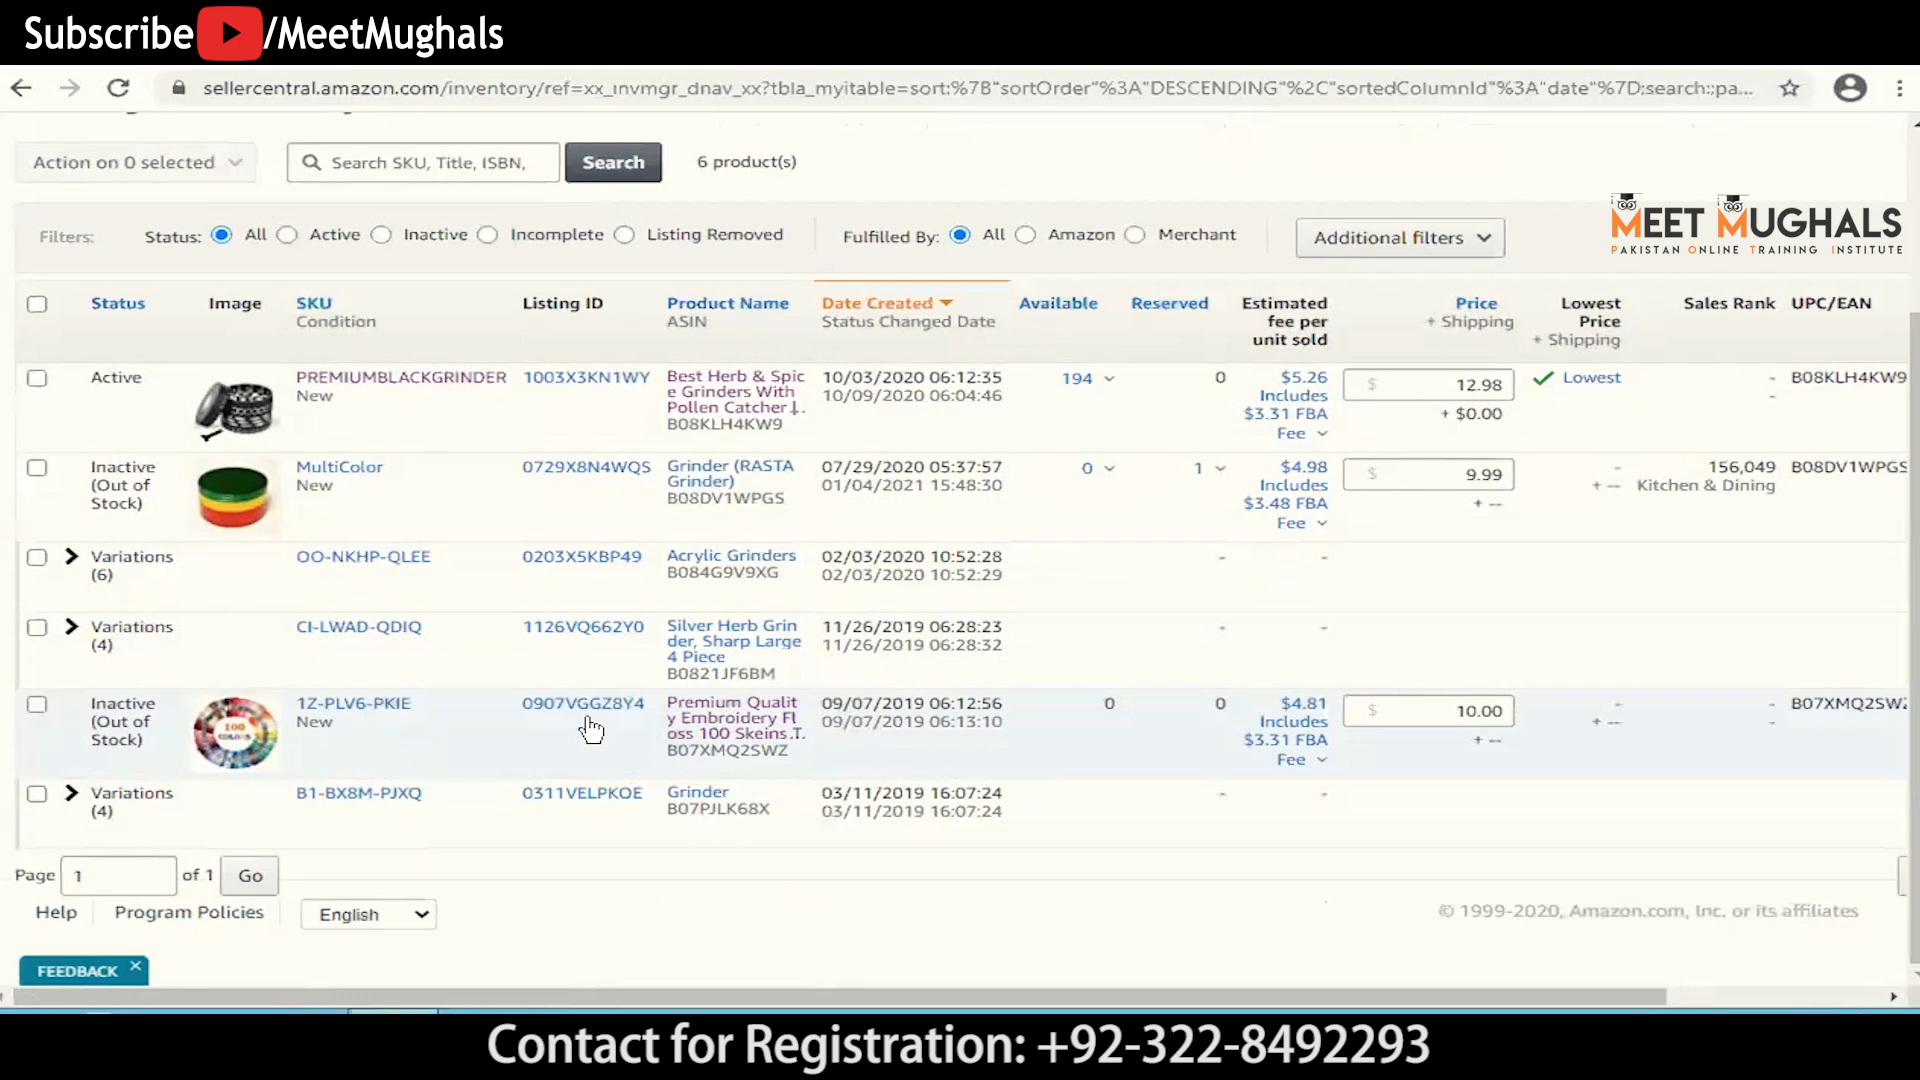 Subscribe /MeetMughals
sellercentral.amazon.com/inventory/ref=xx_invmgr_dnav_xx?tbla_myitable=sort:%7B"sortOrder"%3A"DESCENDING"%2C"sortedColumnId"%3A"date"%7D;search:;pa...
Action on 0 selected
Search SKU, Title, ISBN,
Search
6 product(s)
MEET MUGHALS
PAKISTAN ONLINE TRAINING INSTITUTE
Filters: Status: All Active Inactive Incomplete Listing Removed Fulfilled By: All Amazon Merchant Additional filters
Status Image SKU Listing ID Product Name Date Created Available Reserved Estimated Price Lowest Sales Rank UPC/EAN
Condition ASIN Status Changed Date fee per + Shipping Price
unit sold + Shipping
Active PREMIUMBLACKGRINDER 1003X3KN1WY Best Herb & Spic 10/03/2020 06:12:35 194 0 $5.26 $ 12.98 Lowest - B08KLH4KW9
New e Grinders With 10/09/2020 06:04:46 Includes -
Pollen Catcher |. $3.31 FBA + $0.00
B08KLH4KW9 Fee
Inactive MultiColor 0729X8N4WQS Grinder (RASTA 07/29/2020 05:37:57 0 1 $4.98 $ 9.99 - 156,049 B08DV1WPGS
(Out of New Grinder) 01/04/2021 15:48:30 Includes + -- Kitchen & Dining
Stock) B08DV1WPGS $3.48 FBA + --
Fee
Variations OO-NKHP-QLEE 0203X5KBP49 Acrylic Grinders 02/03/2020 10:52:28 - -
(6) B084G9V9XG 02/03/2020 10:52:29
Variations CI-LWAD-QDIQ 1126VQ662Y0 Silver Herb Grin 11/26/2019 06:28:23 - -
(4) der, Sharp Large 11/26/2019 06:28:32
4 Piece
B0821JF6BM
Inactive 1Z-PLV6-PKIE 0907VGGZ8Y4 Premium Qualit 09/07/2019 06:12:56 0 0 $4.81 $ 10.00 - - B07XMQ2SWZ
(Out of New y Embroidery Fl 09/07/2019 06:13:10 Includes + -- -
Stock) 100 COLORS oss 100 Skeins.T. $3.31 FBA + --
B07XMQ2SWZ Fee
Variations B1-BX8M-PJXQ 0311VELPKOE Grinder 03/11/2019 16:07:24 - -
(4) B07PJLK68X 03/11/2019 16:07:24
Page 1 of 1 Go
Help Program Policies English © 1999-2020, Amazon.com, Inc. or its affiliates
FEEDBACK ×
Contact for Registration: +92-322-8492293